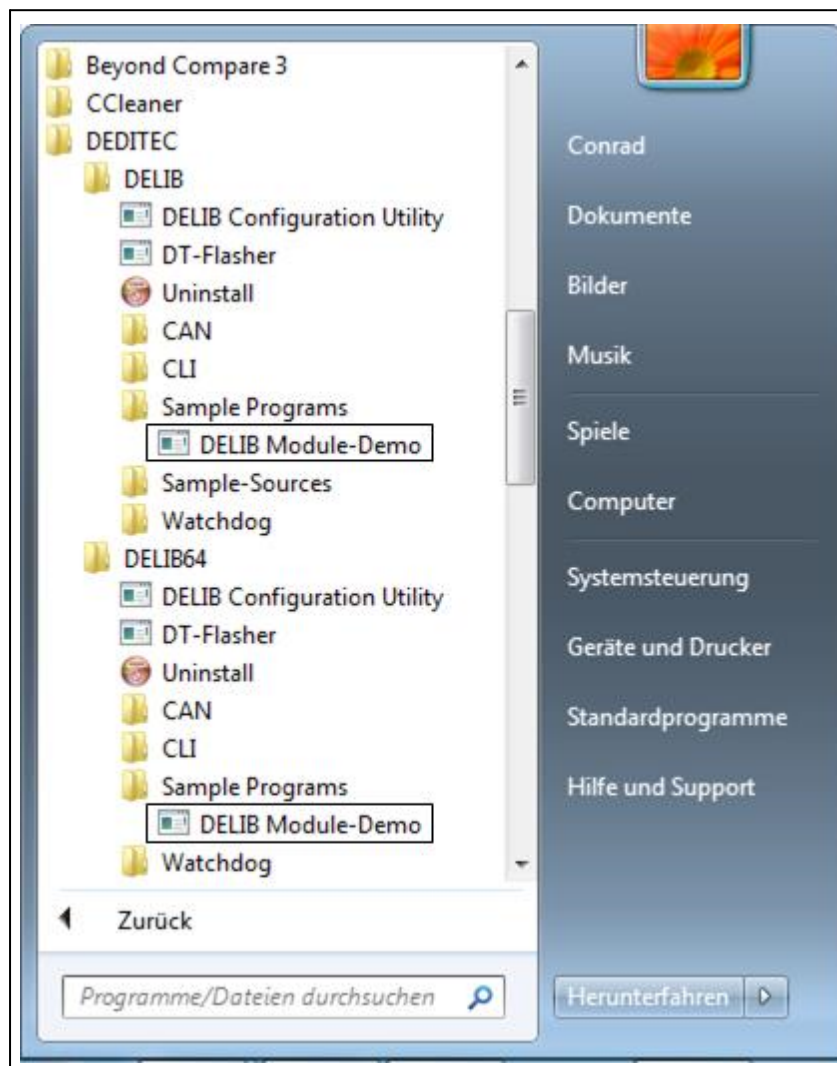 Beyond Compare 3
CCleaner
DEDITEC
DELIB
DELIB Configuration Utility
DT-Flasher
Uninstall
CAN
CLI
Sample Programs
DELIB Module-Demo
Sample-Sources
Watchdog
DELIB64
DELIB Configuration Utility
DT-Flasher
Uninstall
CAN
CLI
Sample Programs
DELIB Module-Demo
Watchdog
Zurück
Programme/Dateien durchsuchen
Conrad
Dokumente
Bilder
Musik
Spiele
Computer
Systemsteuerung
Geräte und Drucker
Standardprogramme
Hilfe und Support
Herunterfahren